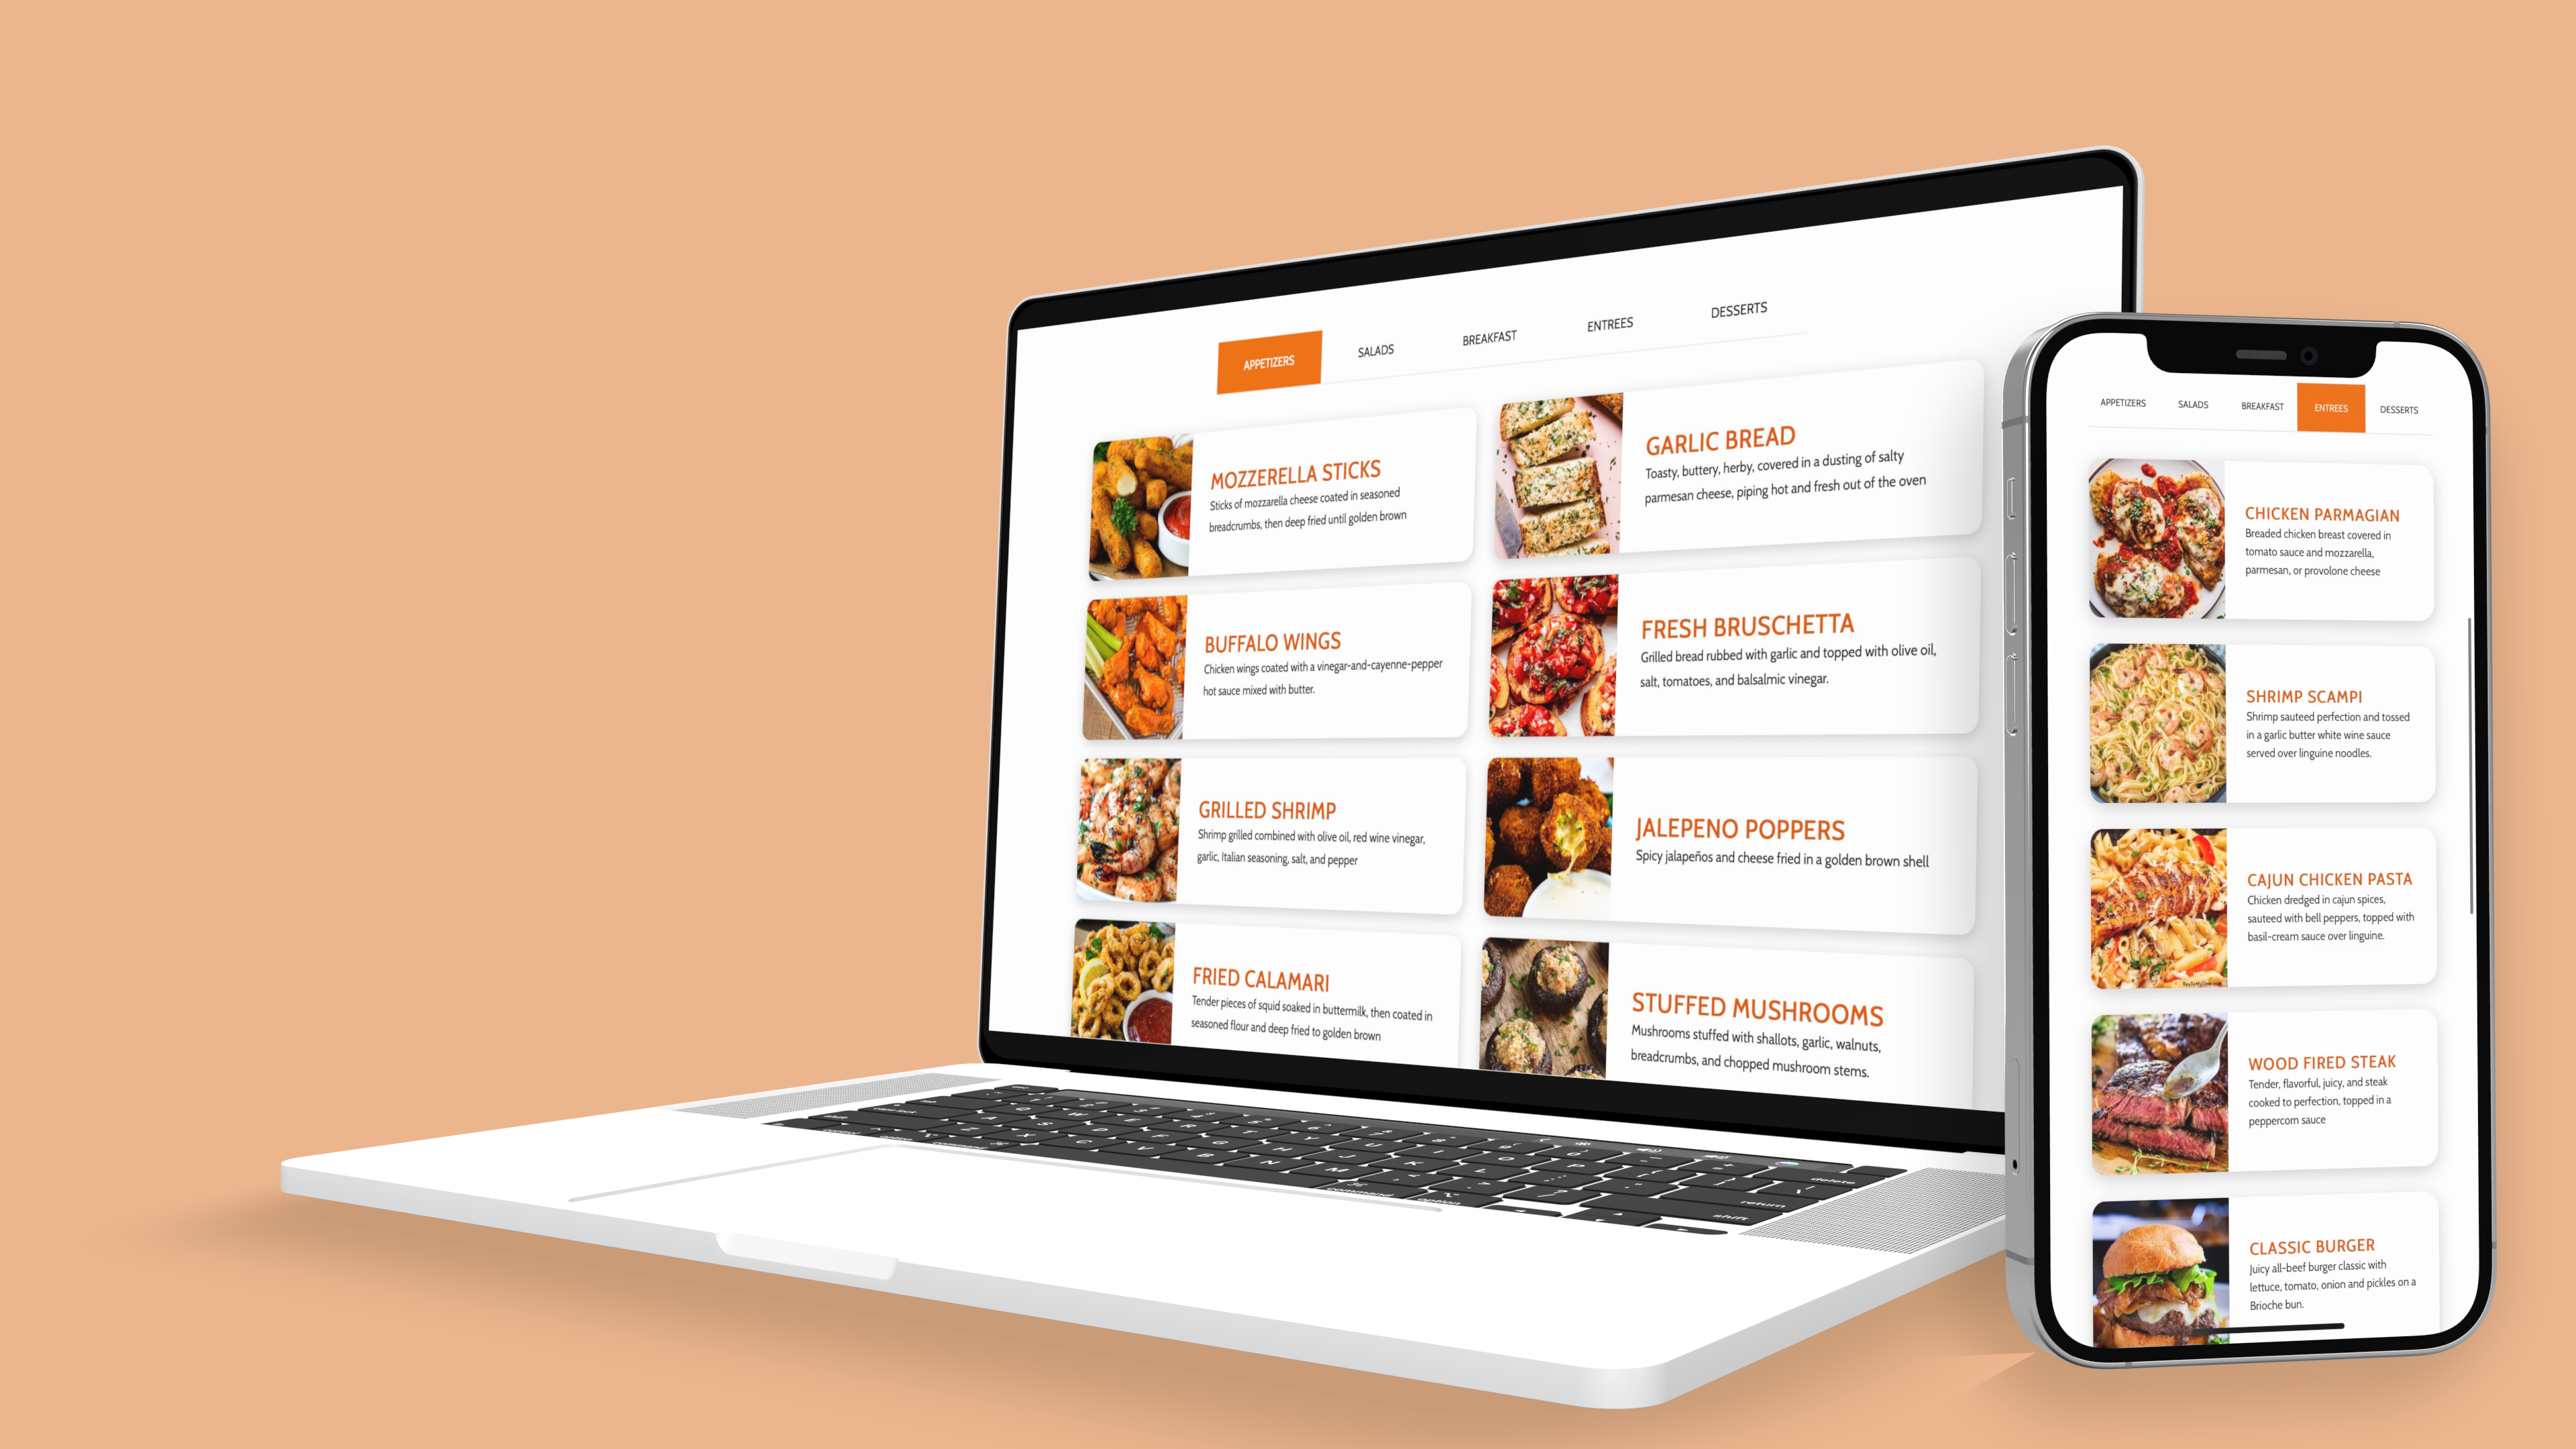 APPETIZERS
SALADS
BREAKFAST
ENTREES
DESSERTS
MOZZERELLA STICKS
Sticks of mozzarella cheese coated in seasoned
breadcrumbs, then deep fried until golden brown
GARLIC BREAD
Toasty, buttery, herby, covered in a dusting of salty
parmesan cheese, piping hot and fresh out of the oven
BUFFALO WINGS
Chicken wings coated with a vinegar-and-cayenne-pepper
hot sauce mixed with butter.
FRESH BRUSCHETTA
Grilled bread rubbed with garlic and topped with olive oil,
salt, tomatoes, and balsalmic vinegar.
GRILLED SHRIMP
Shrimp grilled combined with olive oil, red wine vinegar,
garlic, Italian seasoning, salt, and pepper
JALEPENO POPPERS
Spicy jalapeños and cheese fried in a golden brown shell
FRIED CALAMARI
Tender pieces of squid soaked in buttermilk, then coated in
seasoned flour and deep fried to golden brown
STUFFED MUSHROOMS
Mushrooms stuffed with shallots, garlic, walnuts,
breadcrumbs, and chopped mushroom stems.
APPETIZERS
SALADS
BREAKFAST
ENTREES
DESSERTS
CHICKEN PARMAGIAN
Breaded chicken breast covered in
tomato sauce and mozzarella,
parmesan, or provolone cheese
SHRIMP SCAMPI
Shrimp sauteed perfection and tossed
in a garlic butter white wine sauce
served over linguine noodles.
CAJUN CHICKEN PASTA
Chicken dredged in cajun spices,
sauteed with bell peppers, topped with
basil-cream sauce over linguine.
WOOD FIRED STEAK
Tender, flavorful, juicy, and steak
cooked to perfection, topped in a
peppercorn sauce
CLASSIC BURGER
Juicy all-beef burger classic with
lettuce, tomato, onion and pickles on a
Brioche bun.
delete
return
shift
command
option